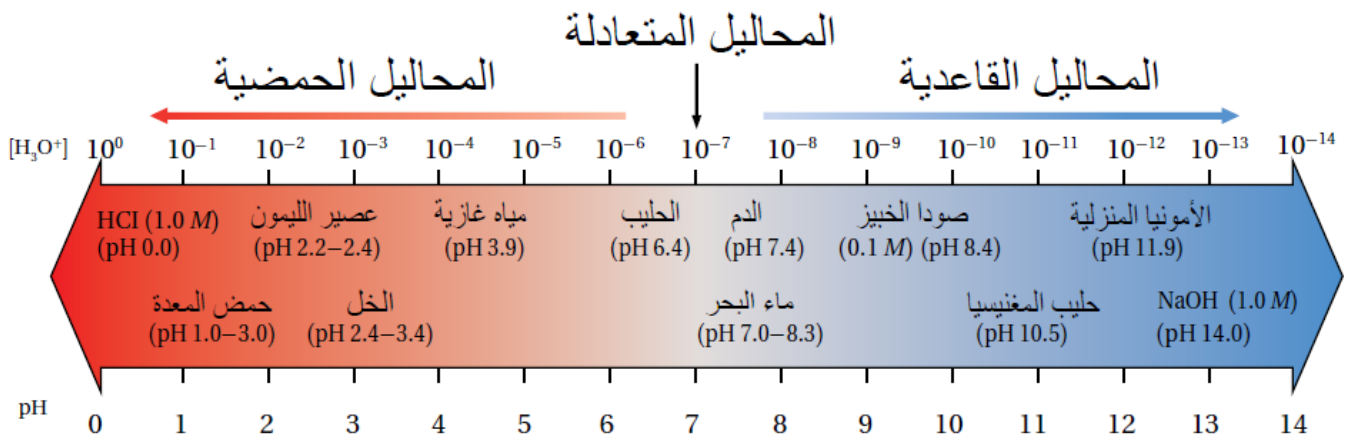 المحاليل المتعادلة
المحاليل الحمضية المحاليل القاعدية
[H₃O⁺] 10⁰ 10⁻¹ 10⁻² 10⁻³ 10⁻⁴ 10⁻⁵ 10⁻⁶ 10⁻⁷ 10⁻⁸ 10⁻⁹ 10⁻¹⁰ 10⁻¹¹ 10⁻¹² 10⁻¹³ 10⁻¹⁴
HCI (1.0 M)
(pH 0.0)
عصير الليمون
(pH 2.2–2.4)
مياه غازية
(pH 3.9)
الحليب
(pH 6.4)
الدم
(pH 7.4)
صودا الخبيز
(0.1 M) (pH 8.4)
الأمونيا المنزلية
(pH 11.9)
حمض المعدة
(pH 1.0–3.0)
الخل
(pH 2.4–3.4)
ماء البحر
(pH 7.0–8.3)
حليب المغنيسيا
(pH 10.5)
NaOH (1.0 M)
(pH 14.0)
pH 0 1 2 3 4 5 6 7 8 9 10 11 12 13 14